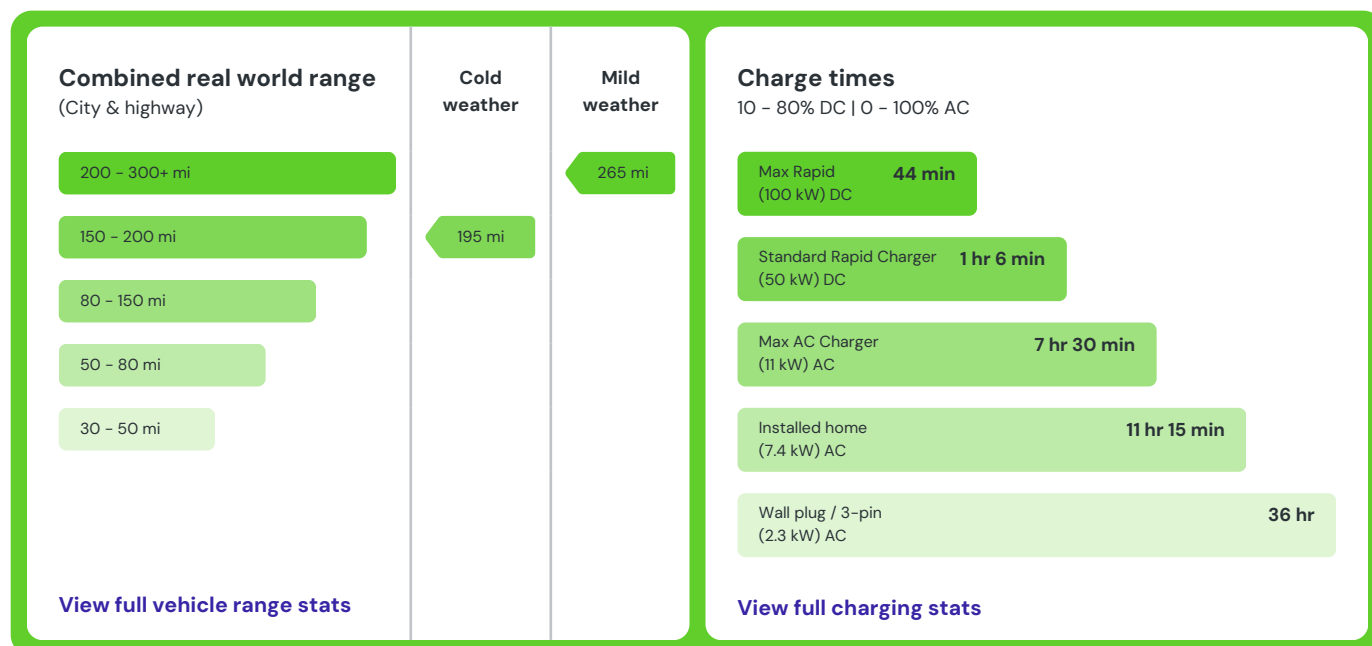 Combined real world range
(City & highway)
Cold
weather
Mild
weather
200 - 300+ mi
265 mi
150 - 200 mi
195 mi
80 - 150 mi
50 - 80 mi
30 - 50 mi
View full vehicle range stats
Charge times
10 - 80% DC | 0 - 100% AC
Max Rapid
(100 kW) DC
44 min
Standard Rapid Charger
(50 kW) DC
1 hr 6 min
Max AC Charger
(11 kW) AC
7 hr 30 min
Installed home
(7.4 kW) AC
11 hr 15 min
Wall plug / 3-pin
(2.3 kW) AC
36 hr
View full charging stats